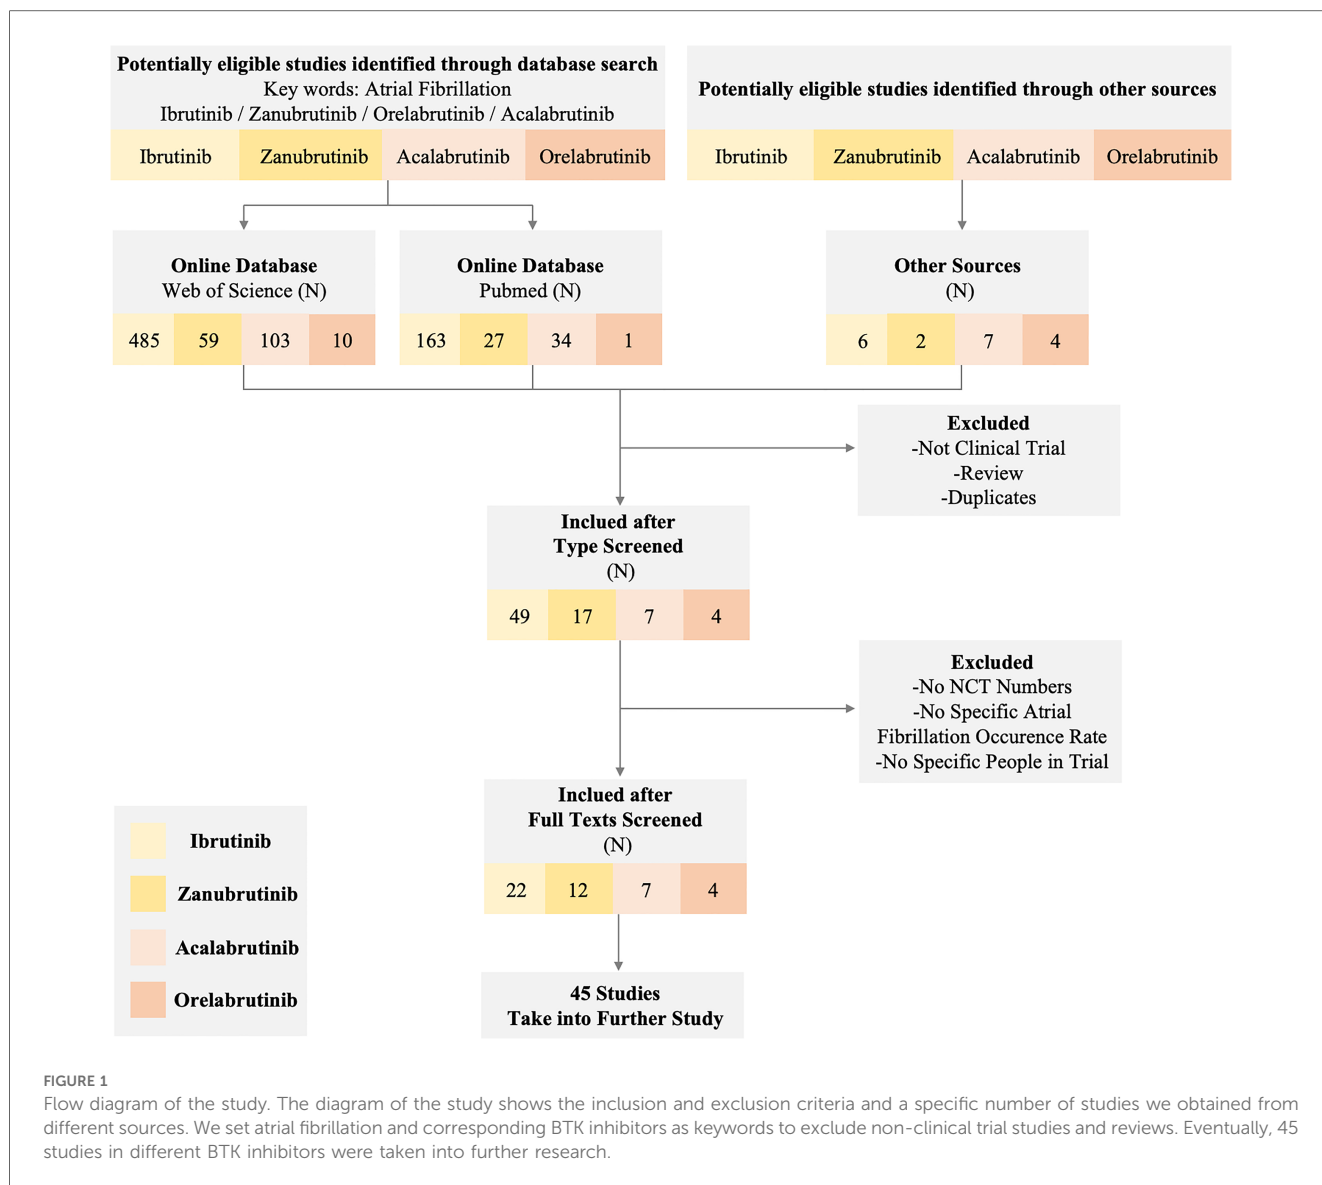 Potentially eligible studies identified through database search
Key words: Atrial Fibrillation
Ibrutinib / Zanubrutinib / Orelabrutinib / Acalabrutinib
Ibrutinib
Zanubrutinib
Acalabrutinib
Orelabrutinib
Potentially eligible studies identified through other sources
Ibrutinib
Zanubrutinib
Acalabrutinib
Orelabrutinib
Online Database
Web of Science (N)
485
59
103
10
Online Database
Pubmed (N)
163
27
34
1
Other Sources
(N)
6
2
7
4
Excluded
-Not Clinical Trial
-Review
-Duplicates
Inclued after
Type Screened
(N)
49
17
7
4
Excluded
-No NCT Numbers
-No Specific Atrial
Fibrillation Occurence Rate
-No Specific People in Trial
Inclued after
Full Texts Screened
(N)
22
12
7
4
45 Studies
Take into Further Study
Ibrutinib
Zanubrutinib
Acalabrutinib
Orelabrutinib
FIGURE 1
Flow diagram of the study. The diagram of the study shows the inclusion and exclusion criteria and a specific number of studies we obtained from
different sources. We set atrial fibrillation and corresponding BTK inhibitors as keywords to exclude non-clinical trial studies and reviews. Eventually, 45
studies in different BTK inhibitors were taken into further research.